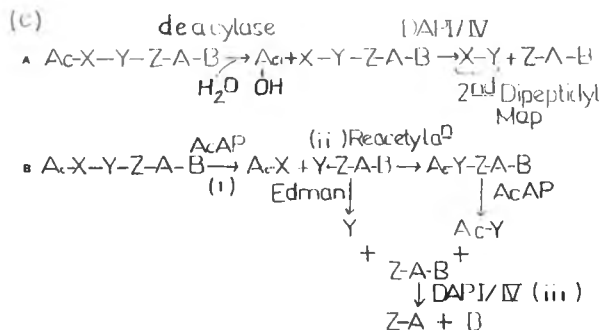 (c)
deacylase DAPI/IV
A Ac-X-Y-Z-A-B → Ac + X-Y-Z-A-B → X-Y + Z-A-B
H₂O OH 2nd Dipeptidyl
Map
AcAP (ii) Reacetylaⁿ
B Ac-X-Y-Z-A-B → Ac-X + Y-Z-A-B → Ac-Y-Z-A-B
(i) Edman AcAP
Y Ac-Y
+ +
Z-A-B
DAPI/IV (iii)
Z-A + B